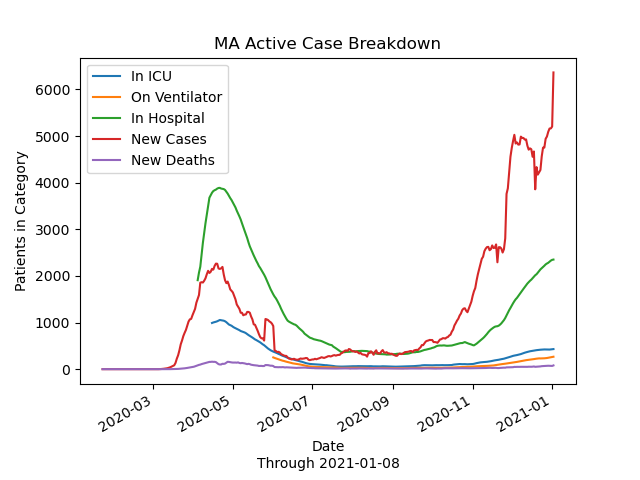 MA Active Case Breakdown
In ICU
On Ventilator
In Hospital
New Cases
New Deaths
Patients in Category
6000
5000
4000
3000
2000
1000
0
2020-03
2020-05
2020-07
2020-09
2020-11
2021-01
Date
Through 2021-01-08